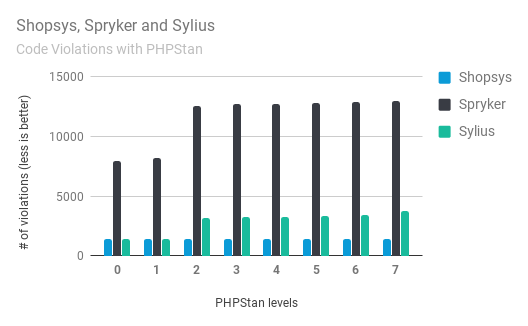 Shopsys, Spryker and Sylius
Code Violations with PHPStan
# of violations (less is better)
15000
10000
5000
0
0 1 2 3 4 5 6 7
PHPStan levels
Shopsys
Spryker
Sylius